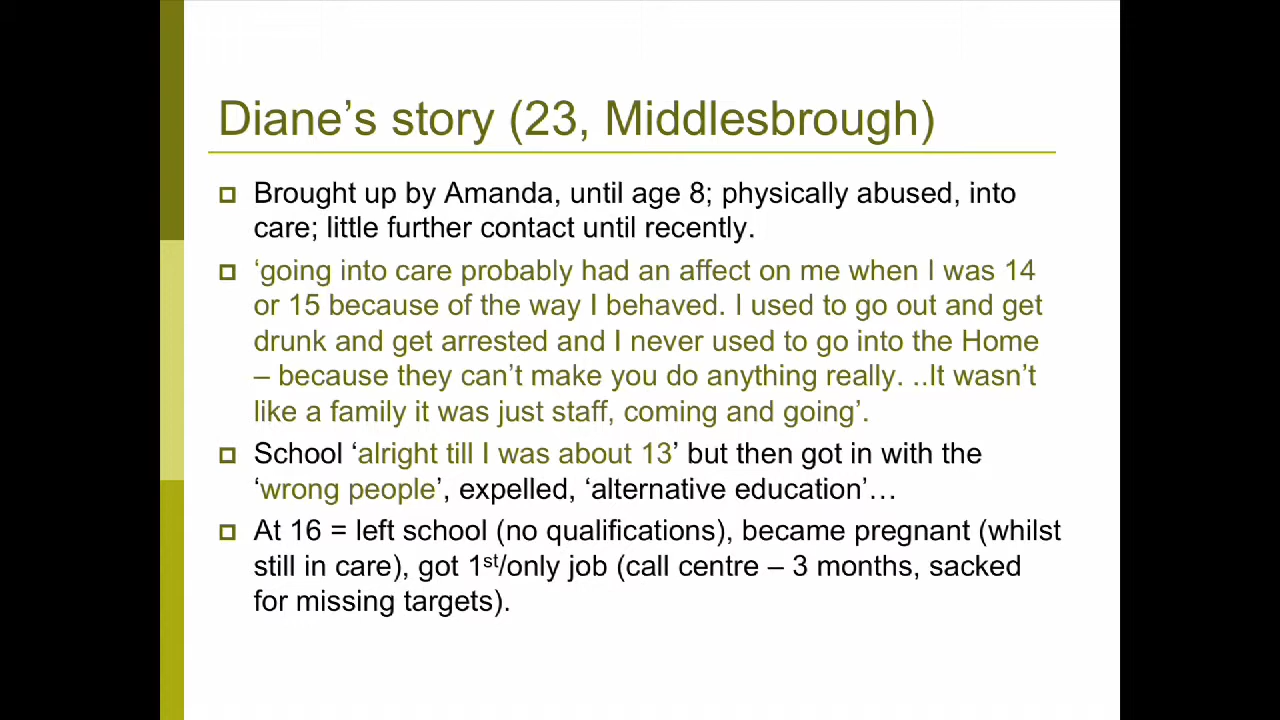 Diane’s story (23, Middlesbrough)
Brought up by Amanda, until age 8; physically abused, into
care; little further contact until recently.
‘going into care probably had an affect on me when I was 14
or 15 because of the way I behaved. I used to go out and get
drunk and get arrested and I never used to go into the Home
– because they can’t make you do anything really. ..It wasn’t
like a family it was just staff, coming and going’.
School ‘alright till I was about 13’ but then got in with the
‘wrong people’, expelled, ‘alternative education’…
At 16 = left school (no qualifications), became pregnant (whilst
still in care), got 1st/only job (call centre – 3 months, sacked
for missing targets).